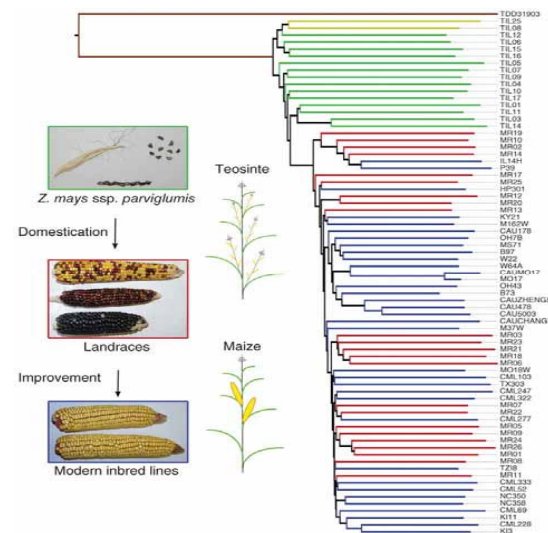 Z. mays ssp. parviglumis
Domestication
Landraces
Improvement
Modern inbred lines
Teosinte
Maize
TDD31903
TIL25
TIL08
TIL12
TIL06
TIL15
TIL16
TIL05
TIL07
TIL09
TIL04
TIL10
TIL17
TIL01
TIL11
TIL03
TIL14
MR19
MR10
MR02
MR14
IL14H
P39
MR17
MR25
HP301
MR12
MR20
MR13
KY21
M162W
CAU178
OH7B
MS71
B97
W22
W64A
CAUMO17
MO17
OH43
B73
CAUZHENG
CAU478
CAU5003
CAUCHANG
M37W
MR03
MR23
MR21
MR18
MR06
MO18W
CML103
TX303
CML247
CML322
MR07
MR22
CML277
MR05
MR09
MR24
MR26
MR01
MR08
TZI8
MR11
CML333
CML52
NC350
NC358
CML69
KI11
CML228
KI3